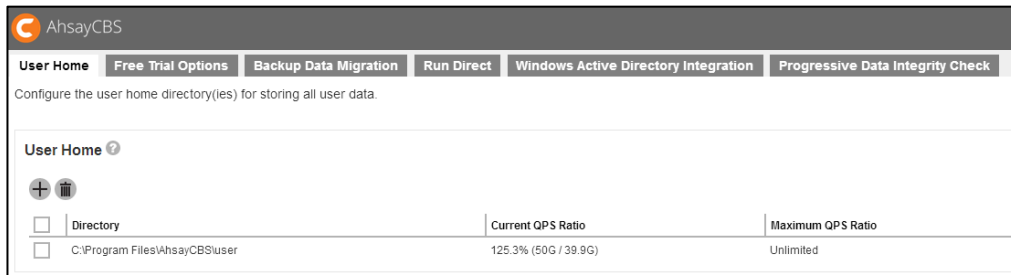 AhsayCBS
User Home Free Trial Options Backup Data Migration Run Direct Windows Active Directory Integration Progressive Data Integrity Check
Configure the user home directory(ies) for storing all user data.
User Home ?
Directory Current QPS Ratio Maximum QPS Ratio
C:\Program Files\AhsayCBS\user 125.3% (50G / 39.9G) Unlimited